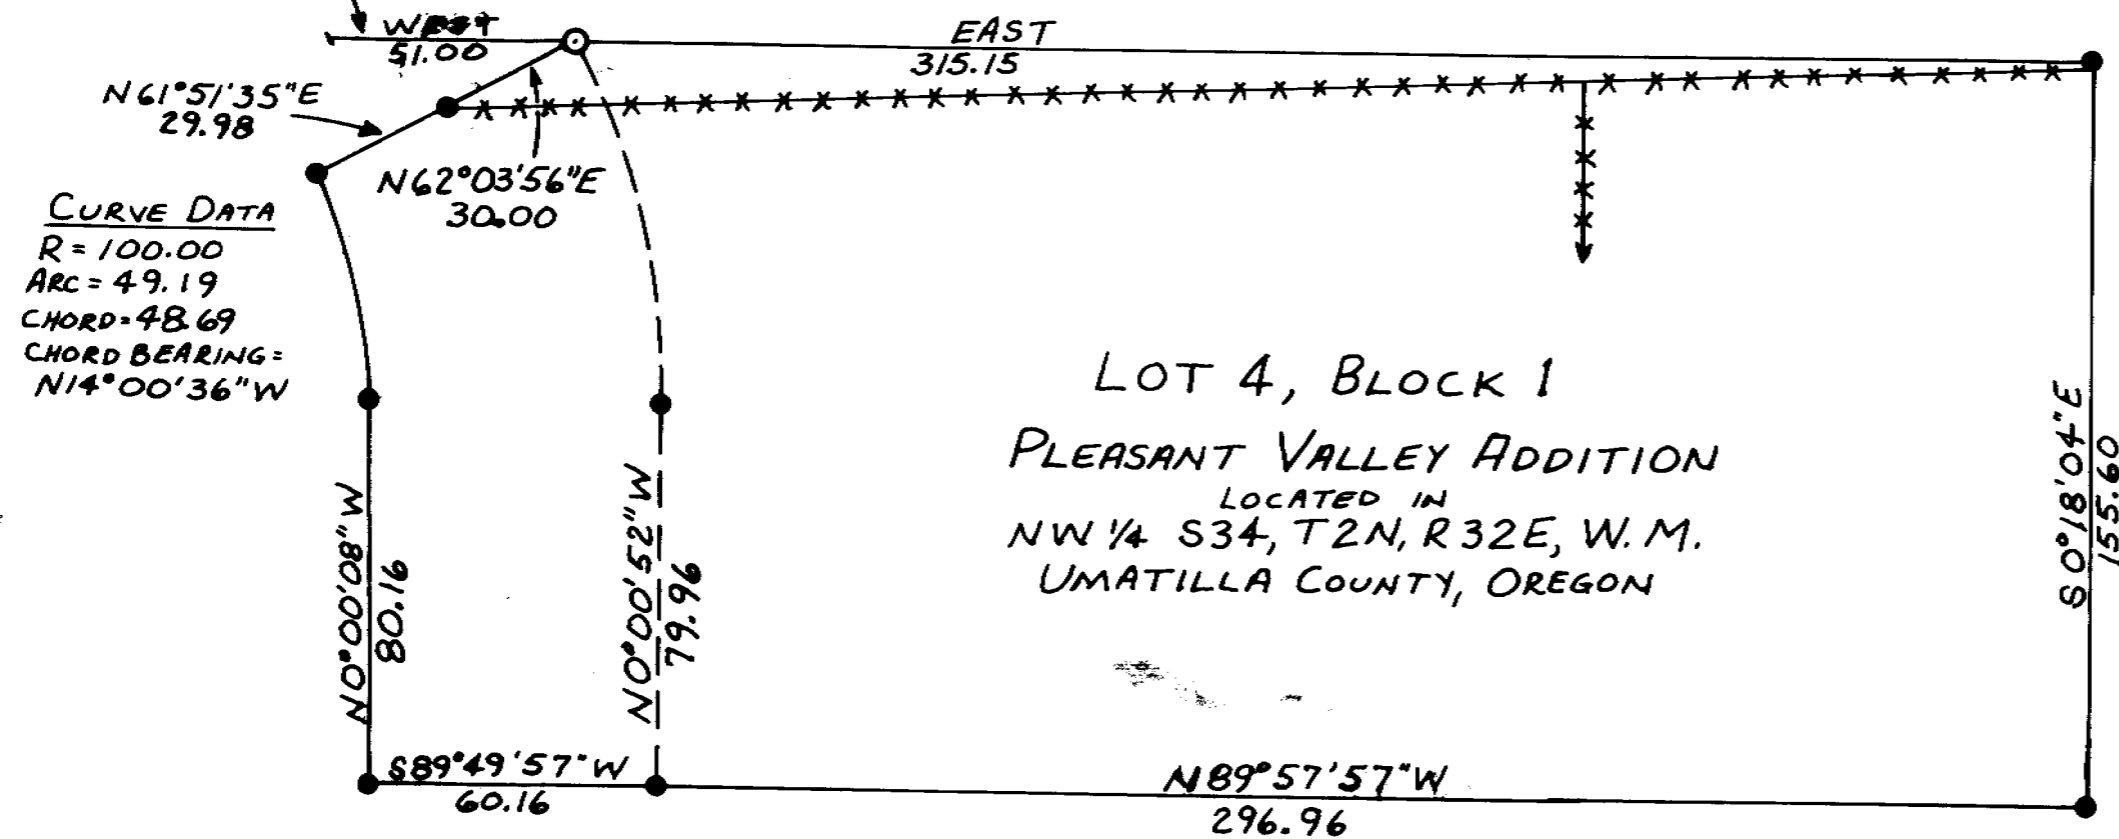 WEST
51.00
EAST
315.15
N61°51'35"E
29.98
N62°03'56"E
30.00
CURVE DATA
R = 100.00
ARC = 49.19
CHORD = 48.69
CHORD BEARING =
N14°00'36"W
LOT 4, BLOCK 1
PLEASANT VALLEY ADDITION
LOCATED IN
NW 1/4 S34, T2N, R32E, W.M.
UMATILLA COUNTY, OREGON
N0°00'08"W
80.16
N0°00'52"W
79.96
S0°18'04"E
155.60
S89°49'57"W
60.16
N89°57'57"W
296.96